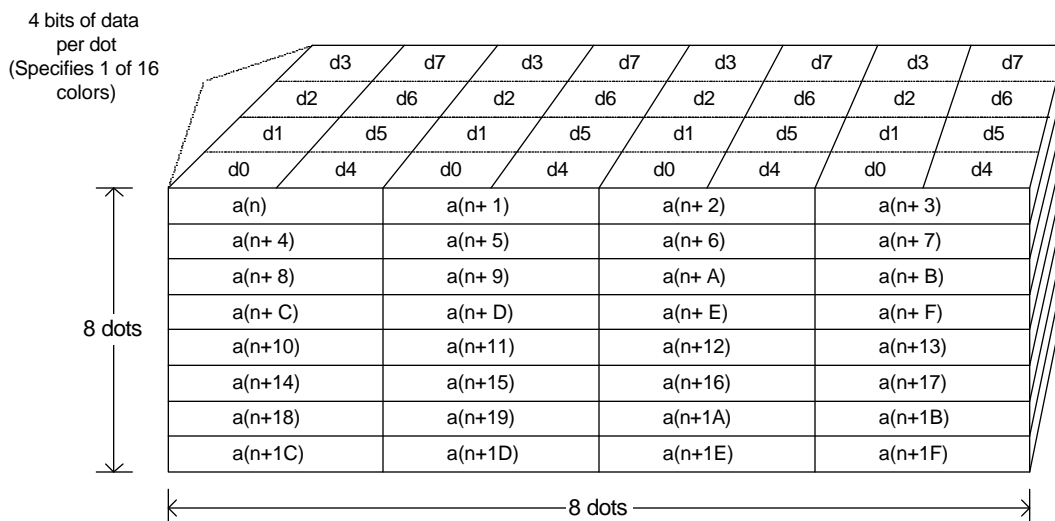 4 bits of data
per dot
(Specifies 1 of 16
colors)
d3 d7 d3 d7 d3 d7 d3 d7
d2 d6 d2 d6 d2 d6 d2 d6
d1 d5 d1 d5 d1 d5 d1 d5
d0 d4 d0 d4 d0 d4 d0 d4
a(n) a(n+ 1) a(n+ 2) a(n+ 3)
a(n+ 4) a(n+ 5) a(n+ 6) a(n+ 7)
a(n+ 8) a(n+ 9) a(n+ A) a(n+ B)
a(n+ C) a(n+ D) a(n+ E) a(n+ F)
8 dots
a(n+10) a(n+11) a(n+12) a(n+13)
a(n+14) a(n+15) a(n+16) a(n+17)
a(n+18) a(n+19) a(n+1A) a(n+1B)
a(n+1C) a(n+1D) a(n+1E) a(n+1F)
8 dots